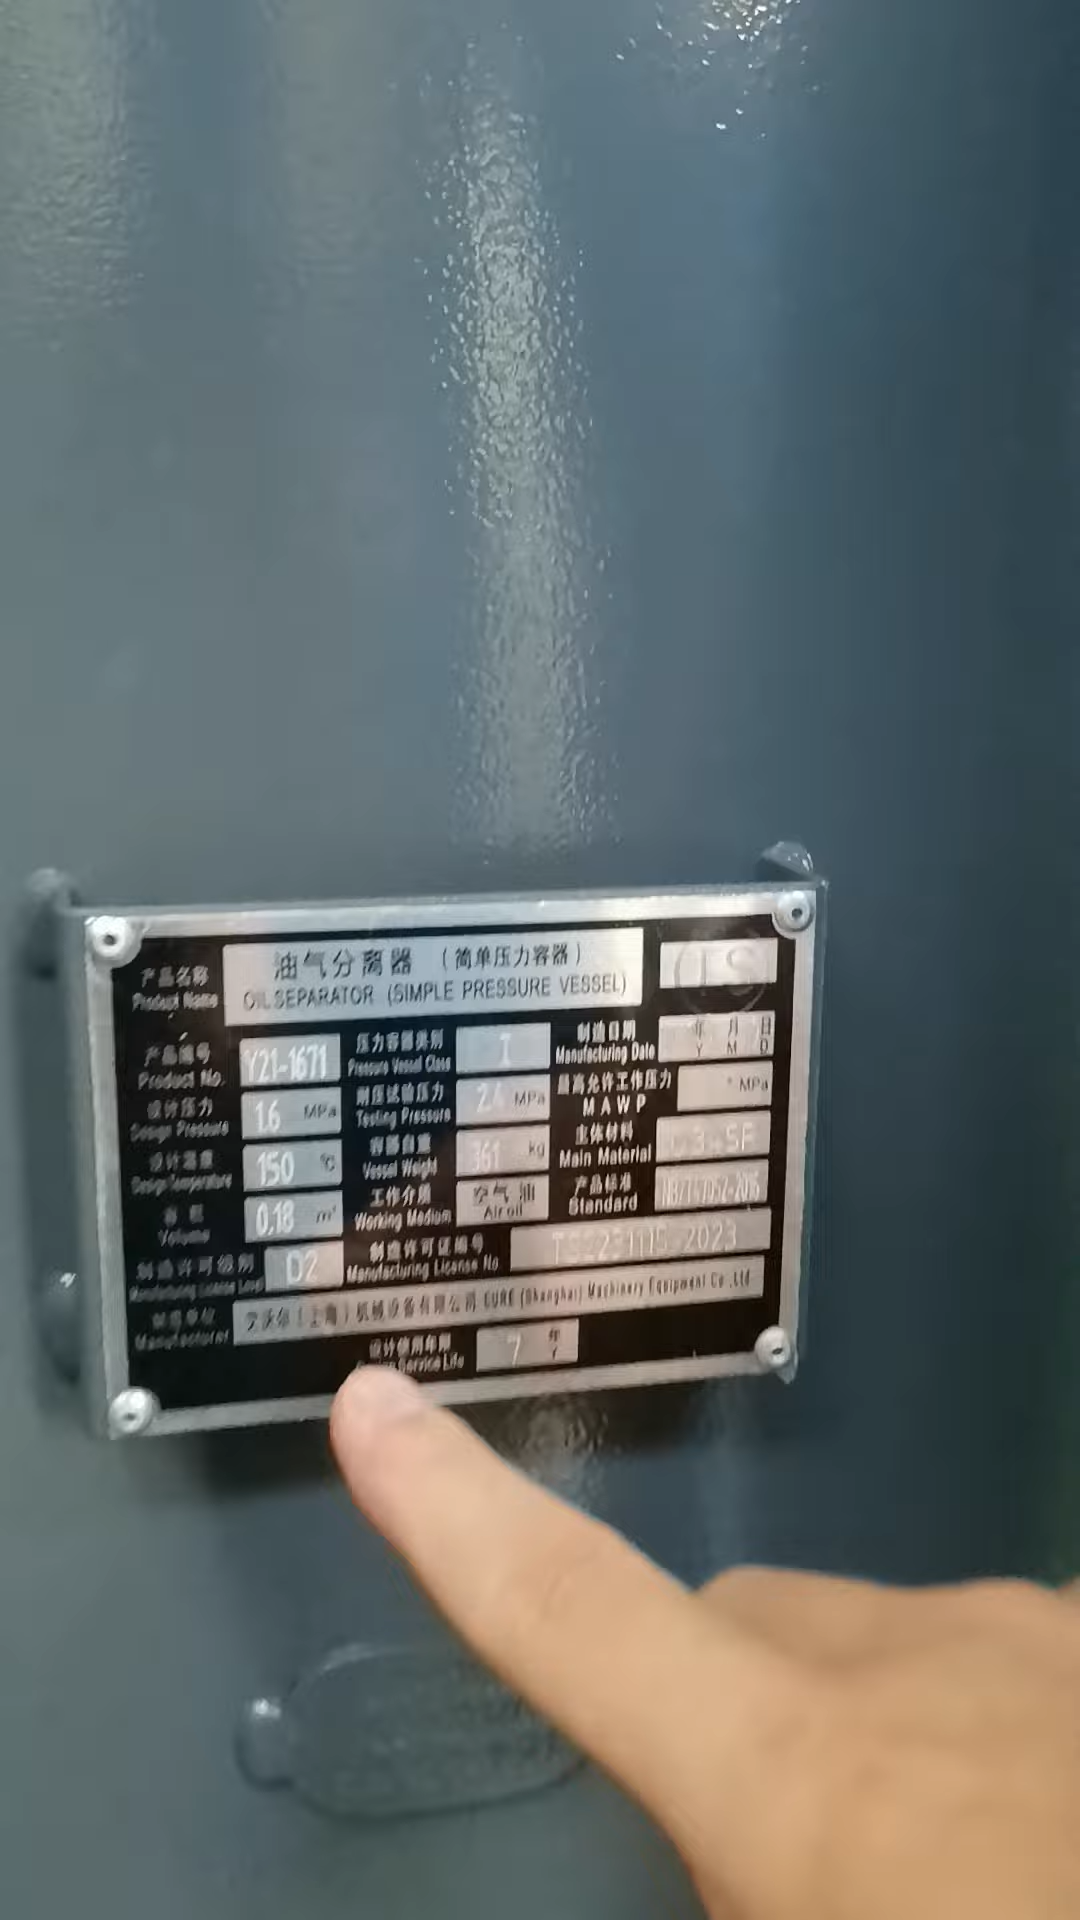 产品名称 油气分离器 （简单压力容器） TS
Product Name OIL SEPARATOR (SIMPLE PRESSURE VESSEL)
产品编号 Y21-1671 压力容器类别 I 制造日期 年 月 日
Product No. Pressure Vessel Class Manufacturing Date Y M D
设计压力 1.6 MPa 耐压试验压力 2.4 MPa 最高允许工作压力 MPa
Design Pressure Testing Pressure MAWP
设计温度 150 ℃ 容器自重 361 kg 主体材料
Design Temperature Vessel Weight Main Material
容积 0.18 m³ 工作介质 空气 油 产品标准
Volume Working Medium Air oil Standard
制造许可级别 D2 制造许可证编号
Manufacturing License Level Manufacturing License No
制造单位 （上海）机械设备有限公司 CURE (Shanghai) Machinery Equipment Co.,Ltd
Manufacturer
设计使用年限 7 年
Service Life Y